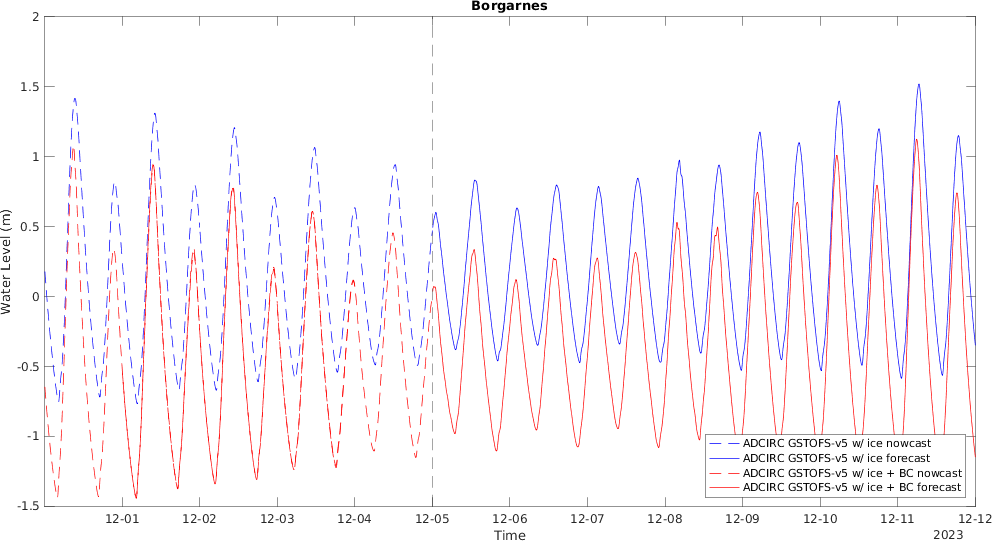 Borgarnes
2
1.5
1
0.5
0
-0.5
-1
-1.5
Water Level (m)
12-01 12-02 12-03 12-04 12-05 12-06 12-07 12-08 12-09 12-10 12-11 12-12
Time
2023
ADCIRC GSTOFS-v5 w/ ice nowcast
ADCIRC GSTOFS-v5 w/ ice forecast
ADCIRC GSTOFS-v5 w/ ice + BC nowcast
ADCIRC GSTOFS-v5 w/ ice + BC forecast